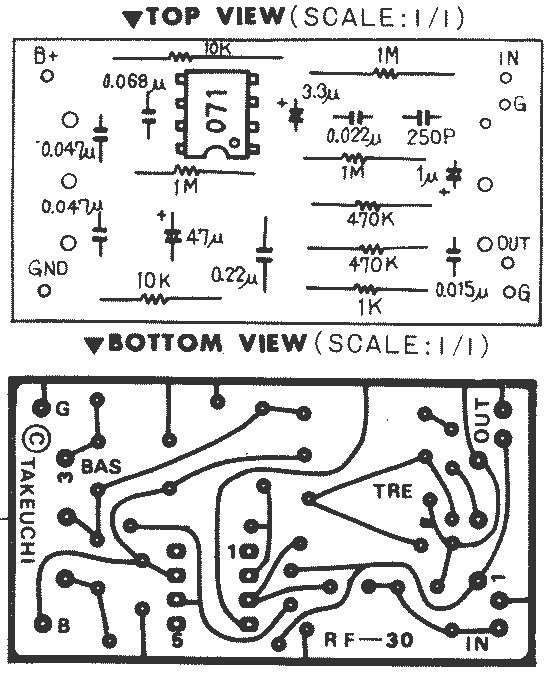 ▼TOP VIEW (SCALE:1/1)
B+
10K
1M
IN
0.068μ
071
3.3μ
+
G
0.022μ
250P
0.047μ
1M
1M
1μ
+
0.047μ
+
47μ
470K
OUT
GND
10K
0.22μ
470K
0.015μ
G
1K
▼BOTTOM VIEW (SCALE:1/1)
G
OUT
© TAKEUCHI
3
BAS
TRE
1
1
B
5
RF-30
IN